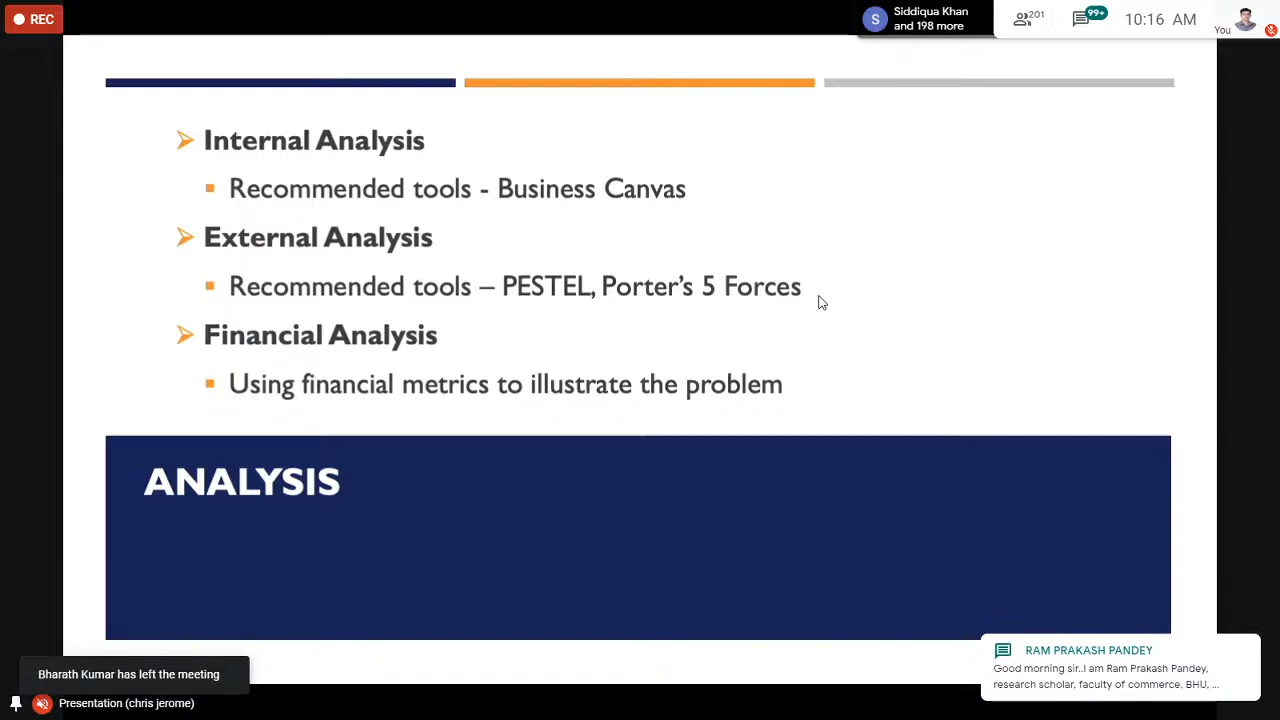 REC
S
Siddiqua Khan
and 198 more
201
99+
10:16 AM
You
Internal Analysis
Recommended tools - Business Canvas
External Analysis
Recommended tools – PESTEL, Porter's 5 Forces
Financial Analysis
Using financial metrics to illustrate the problem
ANALYSIS
RAM PRAKASH PANDEY
Good morning sir..I am Ram Prakash Pandey,
research scholar, faculty of commerce, BHU, ...
Bharath Kumar has left the meeting
Presentation (chris jerome)